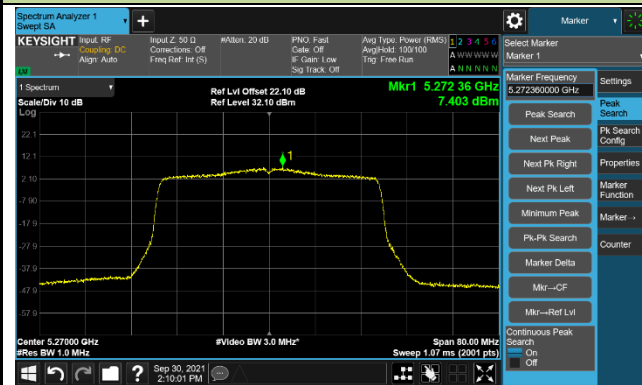 Spectrum Analyzer 1
Swept SA
Marker
KEYSIGHT
Input: RF
Coupling: DC
Align: Auto
Input Z: 50 Ω
Corrections: Off
Freq Ref: Int (S)
#Atten: 20 dB
PNO: Fast
Gate: Off
IF Gain: Low
Sig Track: Off
Avg Type: Power (RMS)
Avg|Hold: 100/100
Trig: Free Run
1 2 3 4 5 6
A W W W W W
A N N N N N
Select Marker
Marker 1
Marker Frequency
5.272360000 GHz
Settings
Peak Search
Next Peak
Next Pk Right
Next Pk Left
Minimum Peak
Pk-Pk Search
Marker Delta
Mkr→CF
Mkr→Ref Lvl
Continuous Peak
Search
On
Off
Peak
Search
Pk Search
Config
Properties
Marker
Function
Marker→
Counter
1 Spectrum
Scale/Div 10 dB
Log
Ref Lvl Offset 22.10 dB
Ref Level 32.10 dBm
Mkr1 5.272 36 GHz
7.403 dBm
1
22.1
12.1
2.10
-7.90
-17.9
-27.9
-37.9
-47.9
-57.9
Center 5.27000 GHz
#Res BW 1.0 MHz
#Video BW 3.0 MHz*
Span 80.00 MHz
Sweep 1.07 ms (2001 pts)
?
Sep 30, 2021
2:10:01 PM